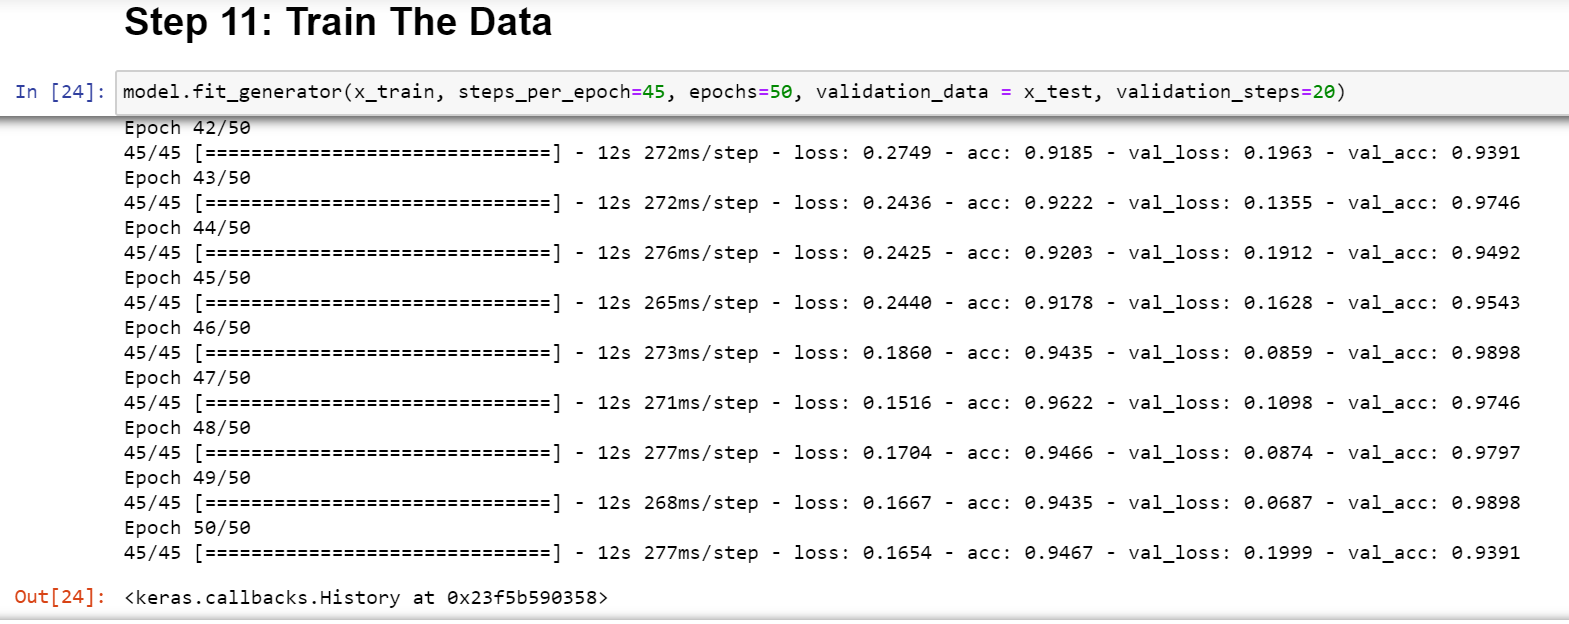 Step 11: Train The Data
In [24]: model.fit_generator(x_train, steps_per_epoch=45, epochs=50, validation_data = x_test, validation_steps=20)
Epoch 42/50
45/45 [==============================] - 12s 272ms/step - loss: 0.2749 - acc: 0.9185 - val_loss: 0.1963 - val_acc: 0.9391
Epoch 43/50
45/45 [==============================] - 12s 272ms/step - loss: 0.2436 - acc: 0.9222 - val_loss: 0.1355 - val_acc: 0.9746
Epoch 44/50
45/45 [==============================] - 12s 276ms/step - loss: 0.2425 - acc: 0.9203 - val_loss: 0.1912 - val_acc: 0.9492
Epoch 45/50
45/45 [==============================] - 12s 265ms/step - loss: 0.2440 - acc: 0.9178 - val_loss: 0.1628 - val_acc: 0.9543
Epoch 46/50
45/45 [==============================] - 12s 273ms/step - loss: 0.1860 - acc: 0.9435 - val_loss: 0.0859 - val_acc: 0.9898
Epoch 47/50
45/45 [==============================] - 12s 271ms/step - loss: 0.1516 - acc: 0.9622 - val_loss: 0.1098 - val_acc: 0.9746
Epoch 48/50
45/45 [==============================] - 12s 277ms/step - loss: 0.1704 - acc: 0.9466 - val_loss: 0.0874 - val_acc: 0.9797
Epoch 49/50
45/45 [==============================] - 12s 268ms/step - loss: 0.1667 - acc: 0.9435 - val_loss: 0.0687 - val_acc: 0.9898
Epoch 50/50
45/45 [==============================] - 12s 277ms/step - loss: 0.1654 - acc: 0.9467 - val_loss: 0.1999 - val_acc: 0.9391
Out[24]: <keras.callbacks.History at 0x23f5b590358>